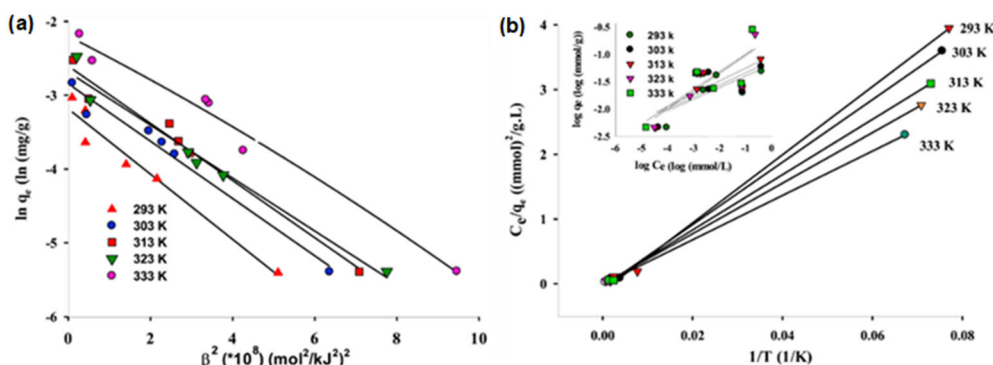 (a)
-2
-3
-4
-5
-6
ln qₑ (ln (mg/g)
293 K
303 K
313 K
323 K
333 K
0 2 4 6 8 10
β² (*10⁸) (mol²/kJ²)²
(b)
4
3
2
1
0
Cₑ/qₑ ((mmol)²/g.L)
-0.5
-1.0
-1.5
-2.0
-2.5
log qₑ (log (mmol/g))
293 k
303 k
313 k
323 k
333 k
-5 -4 -3 -2 -1 0
log Cₑ (log (mmol/L)
293 K
303 K
313 K
323 K
333 K
0.00 0.02 0.04 0.06 0.08
1/T (1/K)